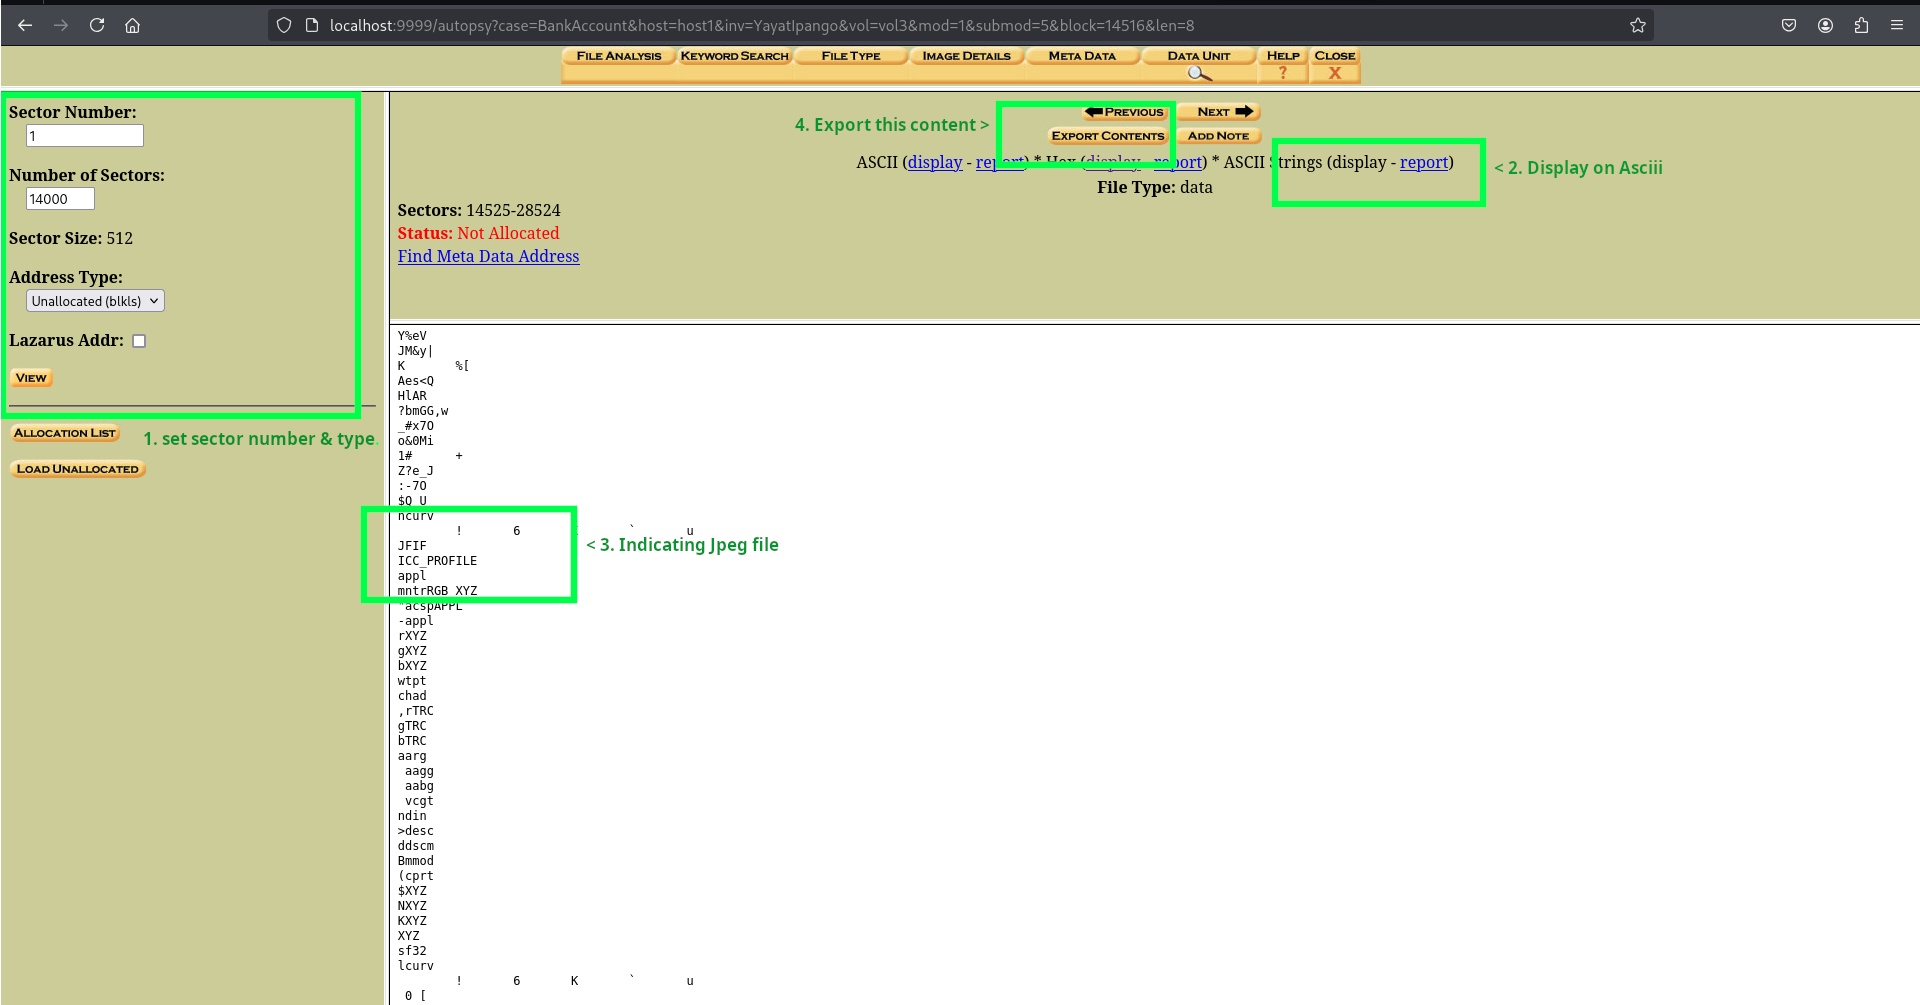 localhost:9999/autopsy?case=BankAccount&host=host1&inv=YayatIpango&vol=vol3&mod=1&submod=5&block=14516&len=8
FILE ANALYSIS KEYWORD SEARCH FILE TYPE IMAGE DETAILS META DATA DATA UNIT HELP CLOSE
? X
Sector Number:
1
Number of Sectors:
14000
Sector Size: 512
Address Type:
Unallocated (blkls)
Lazarus Addr:
VIEW
ALLOCATION LIST
1. set sector number & type.
LOAD UNALLOCATED
PREVIOUS NEXT
4. Export this content >
EXPORT CONTENTS ADD NOTE
ASCII (display - report) * Hex (display - report) * ASCII Strings (display - report)
< 2. Display on Asciii
File Type: data
Sectors: 14525-28524
Status: Not Allocated
Find Meta Data Address
Y%eV
JM&y|
K %[
Aes<Q
HlAR
?bmGG,w
_#x7O
o&0Mi
1# +
Z?e_J
:-7O
$Q U
ncurv
! 6 ` u
JFIF
< 3. Indicating Jpeg file
ICC_PROFILE
appl
mntrRGB XYZ
"acspAPPL
-appl
rXYZ
gXYZ
bXYZ
wtpt
chad
,rTRC
gTRC
bTRC
aarg
aagg
aabg
vcgt
ndin
>desc
ddscm
Bmmod
(cprt
$XYZ
NXYZ
KXYZ
XYZ
sf32
lcurv
! 6 K ` u
0 [